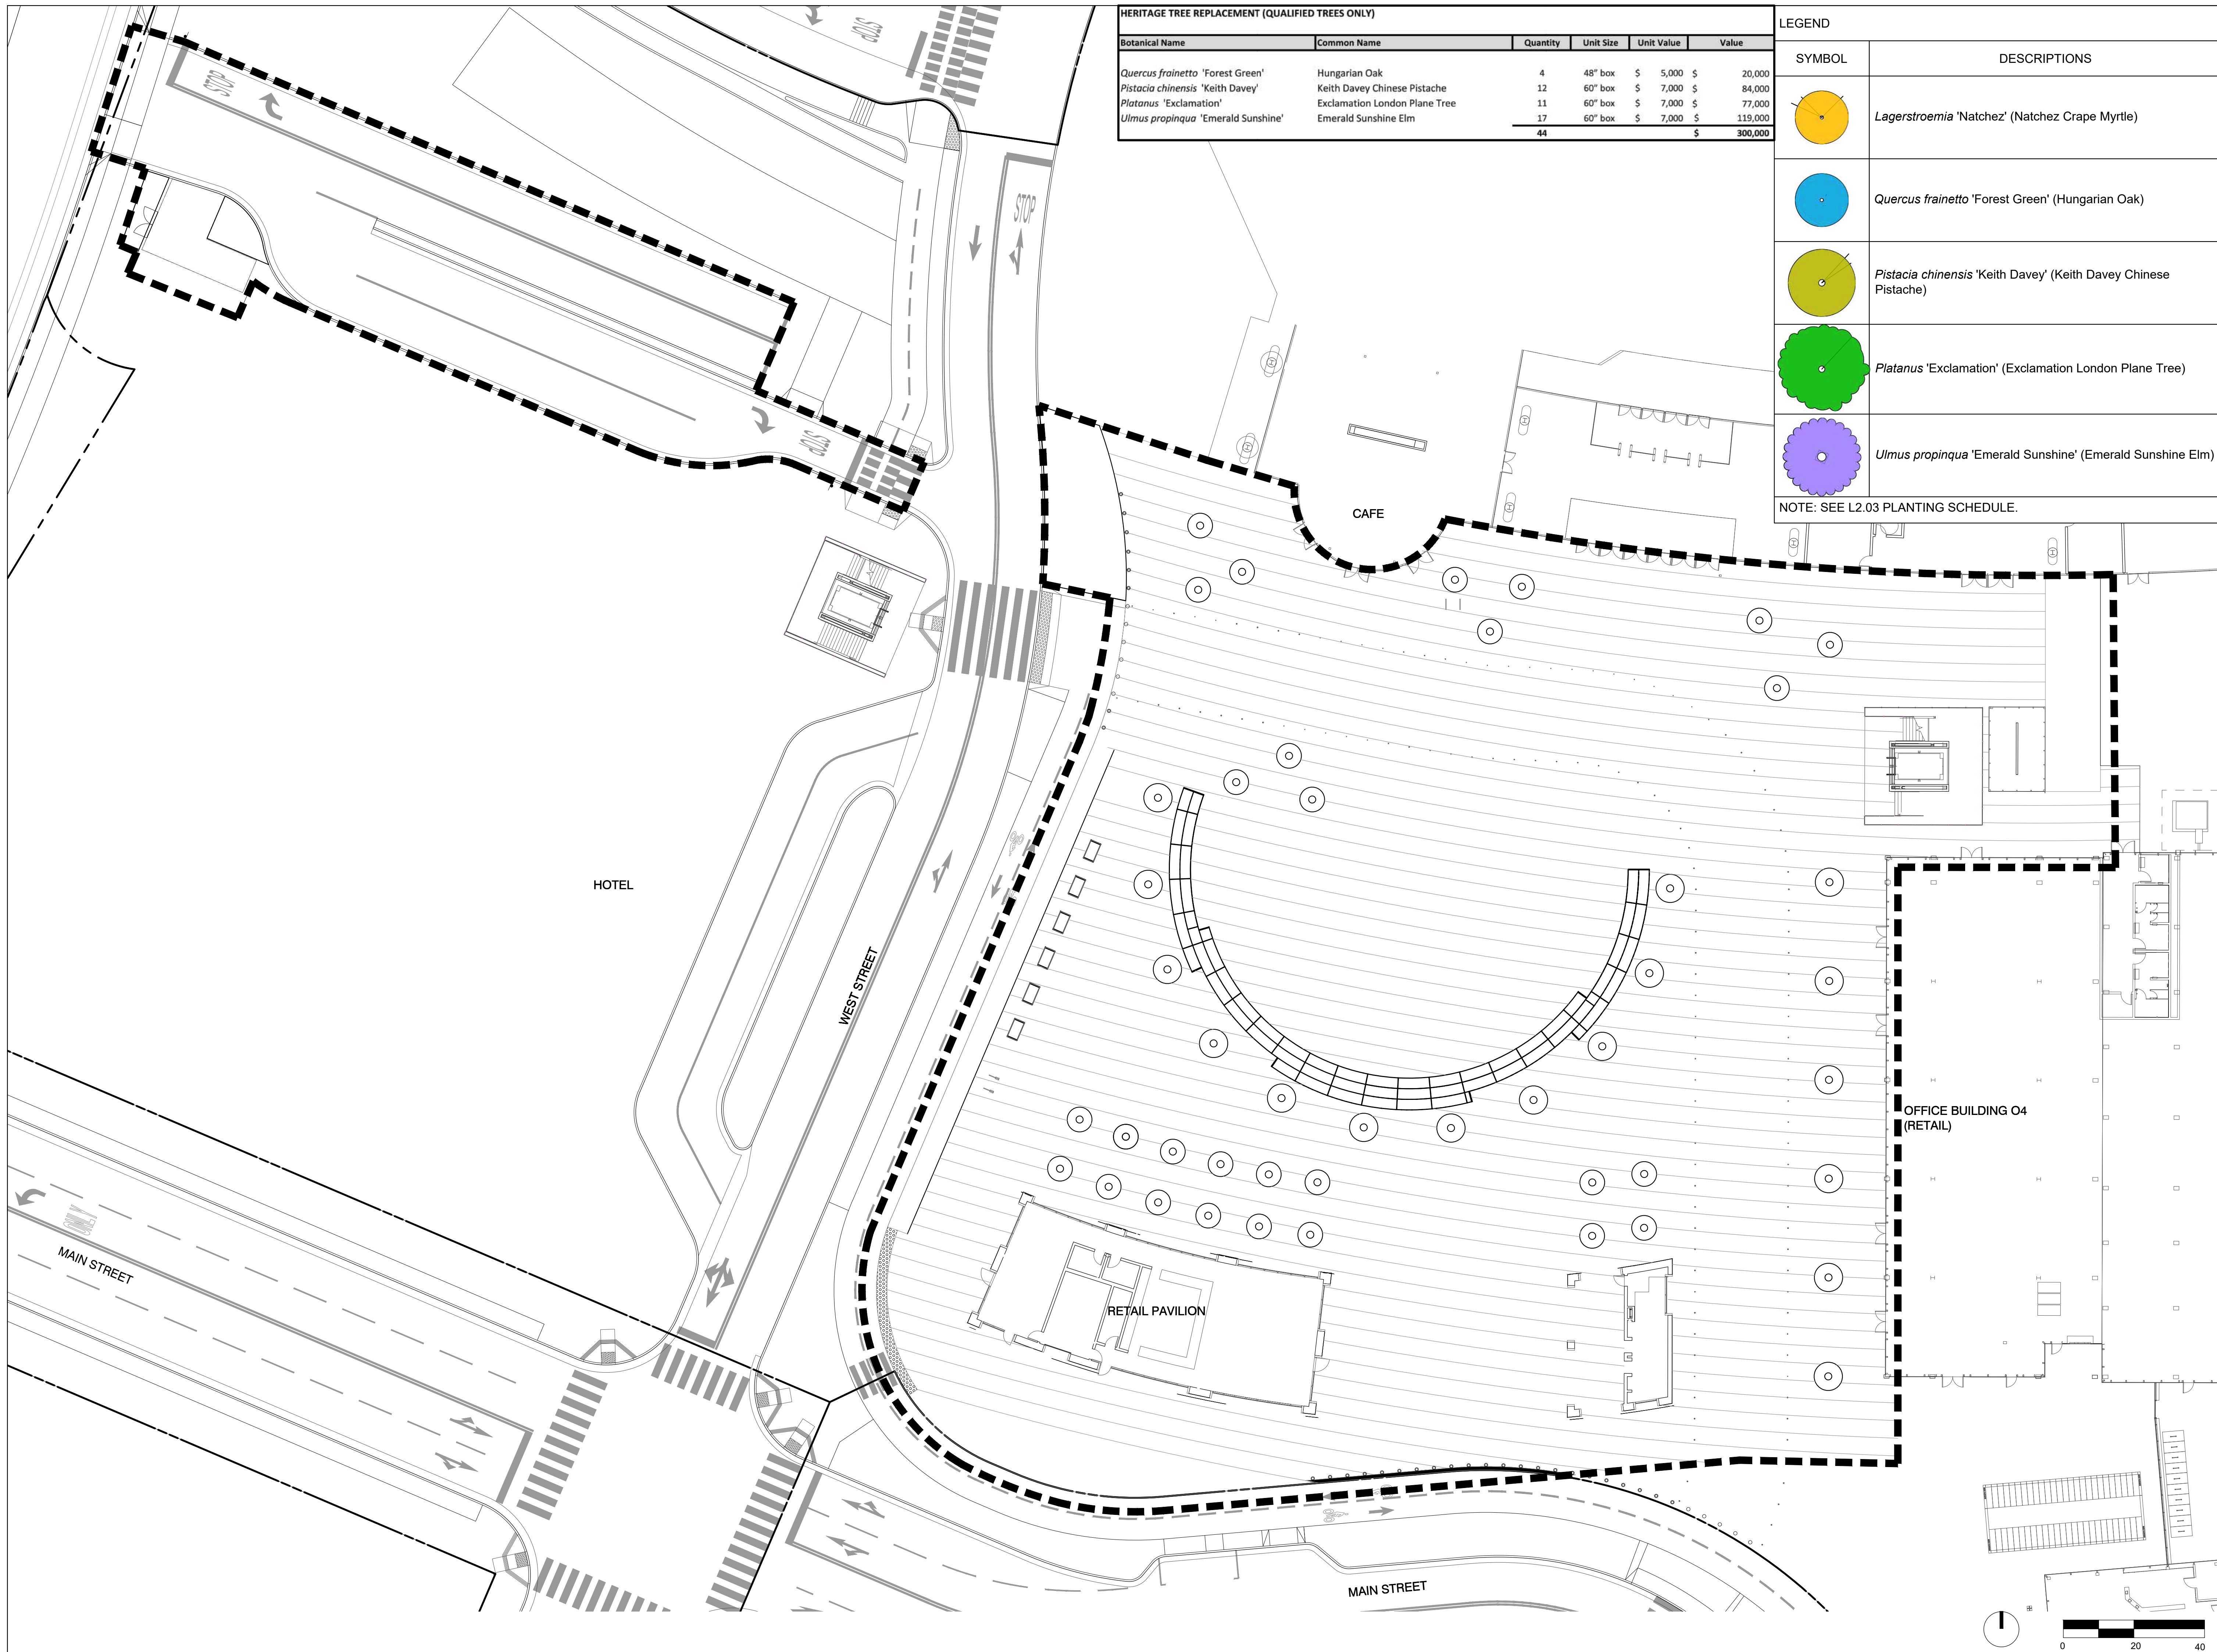 HERITAGE TREE REPLACEMENT (QUALIFIED TREES ONLY)
Botanical Name Common Name Quantity Unit Size Unit Value Value
Quercus frainetto 'Forest Green' Hungarian Oak 4 48" box $ 5,000 $ 20,000
Pistacia chinensis 'Keith Davey' Keith Davey Chinese Pistache 12 60" box $ 7,000 $ 84,000
Platanus 'Exclamation' Exclamation London Plane Tree 11 60" box $ 7,000 $ 77,000
Ulmus propinqua 'Emerald Sunshine' Emerald Sunshine Elm 17 60" box $ 7,000 $ 119,000
44 $ 300,000
LEGEND
SYMBOL DESCRIPTIONS
Lagerstroemia 'Natchez' (Natchez Crape Myrtle)
Quercus frainetto 'Forest Green' (Hungarian Oak)
Pistacia chinensis 'Keith Davey' (Keith Davey Chinese
Pistache)
Platanus 'Exclamation' (Exclamation London Plane Tree)
Ulmus propinqua 'Emerald Sunshine' (Emerald Sunshine Elm)
NOTE: SEE L2.03 PLANTING SCHEDULE.
STOP
STOP
STOP
STOP
CAFE
HOTEL
WEST STREET
OFFICE BUILDING O4
(RETAIL)
MAIN STREET
RETAIL PAVILION
MAIN STREET
0 20 40